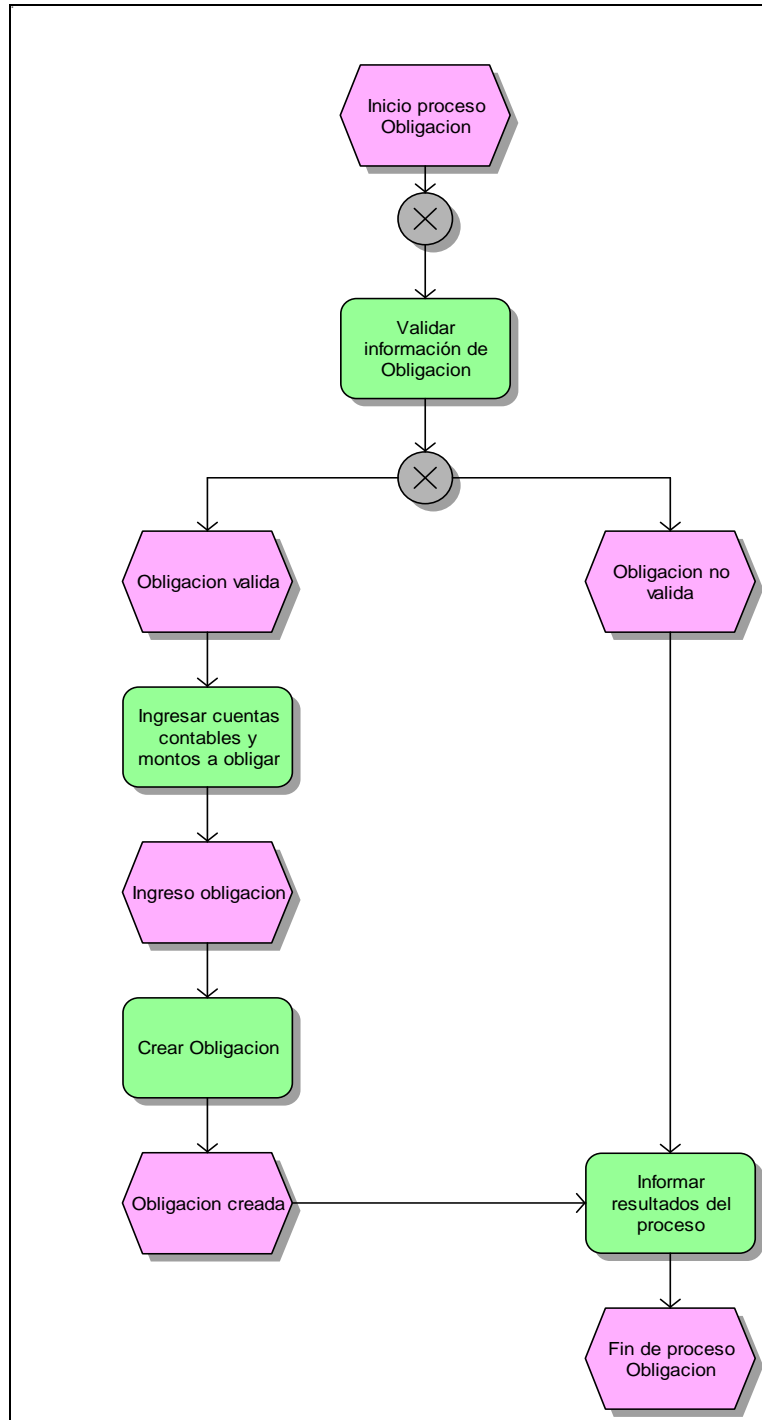 Inicio proceso
Obligacion
Validar
información de
Obligacion
Obligacion valida
Obligacion no
valida
Ingresar cuentas
contables y
montos a obligar
Ingreso obligacion
Crear Obligacion
Obligacion creada
Informar
resultados del
proceso
Fin de proceso
Obligacion